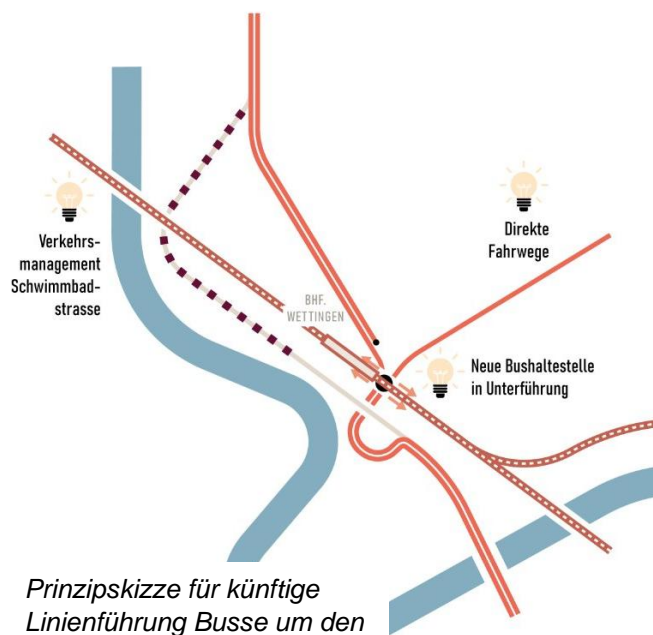 Verkehrs-
management
Schwimmbad-
strasse
Direkte
Fahrwege
BHF.
WETTINGEN
Neue Bushaltestelle
in Unterführung
Prinzipskizze für künftige
Linienführung Busse um den